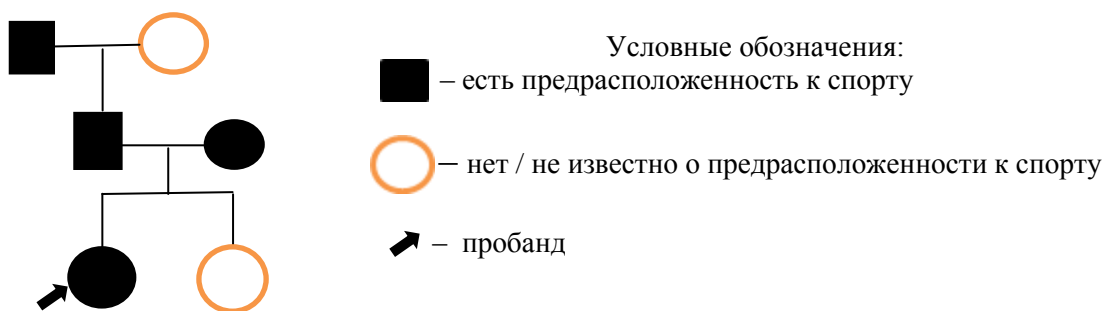 Условные обозначения:
– есть предрасположенность к спорту
– нет / не известно о предрасположенности к спорту
– пробанд